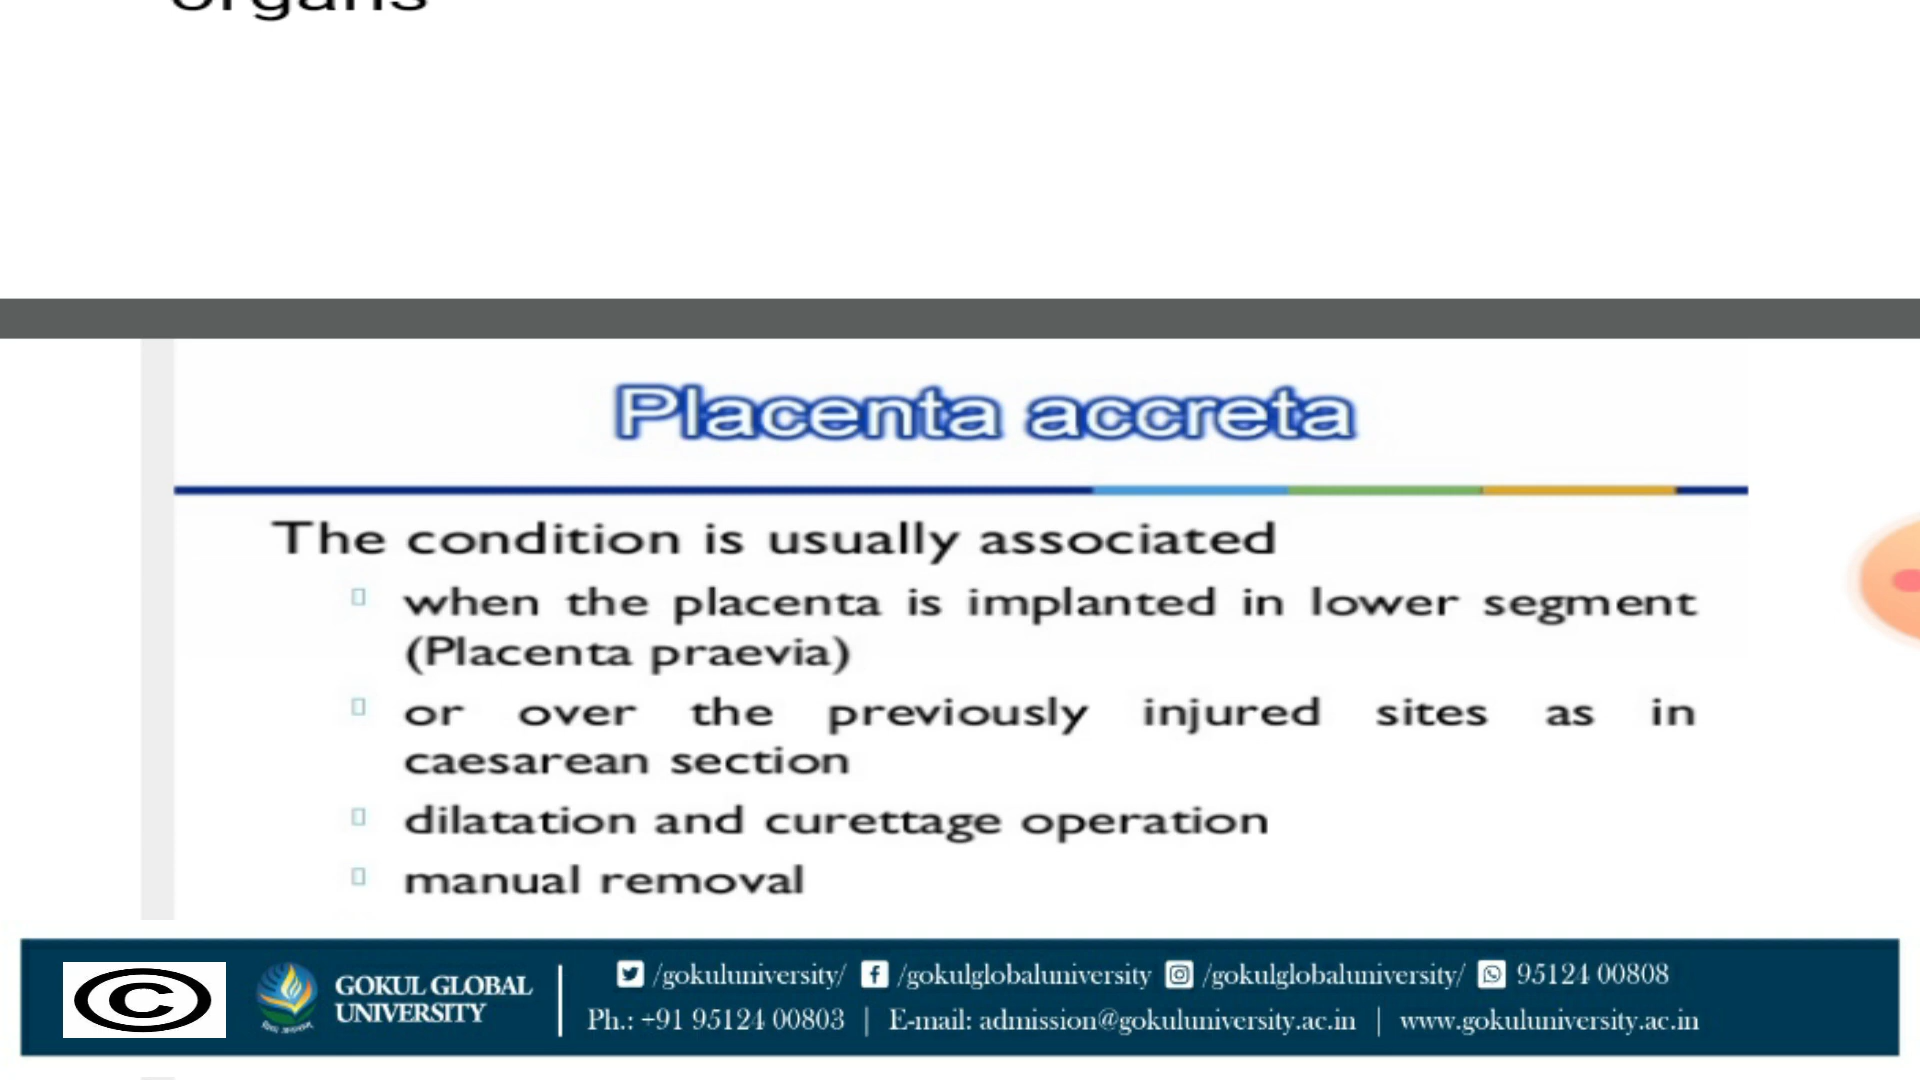 organs
Placenta accreta
The condition is usually associated
when the placenta is implanted in lower segment
(Placenta praevia)
or over the previously injured sites as in
caesarean section
dilatation and curettage operation
manual removal
©
GOKUL GLOBAL
UNIVERSITY
/gokuluniversity/ /gokulglobaluniversity /gokulglobaluniversity/ 95124 00808
Ph.: +91 95124 00803 | E-mail: admission@gokuluniversity.ac.in | www.gokuluniversity.ac.in